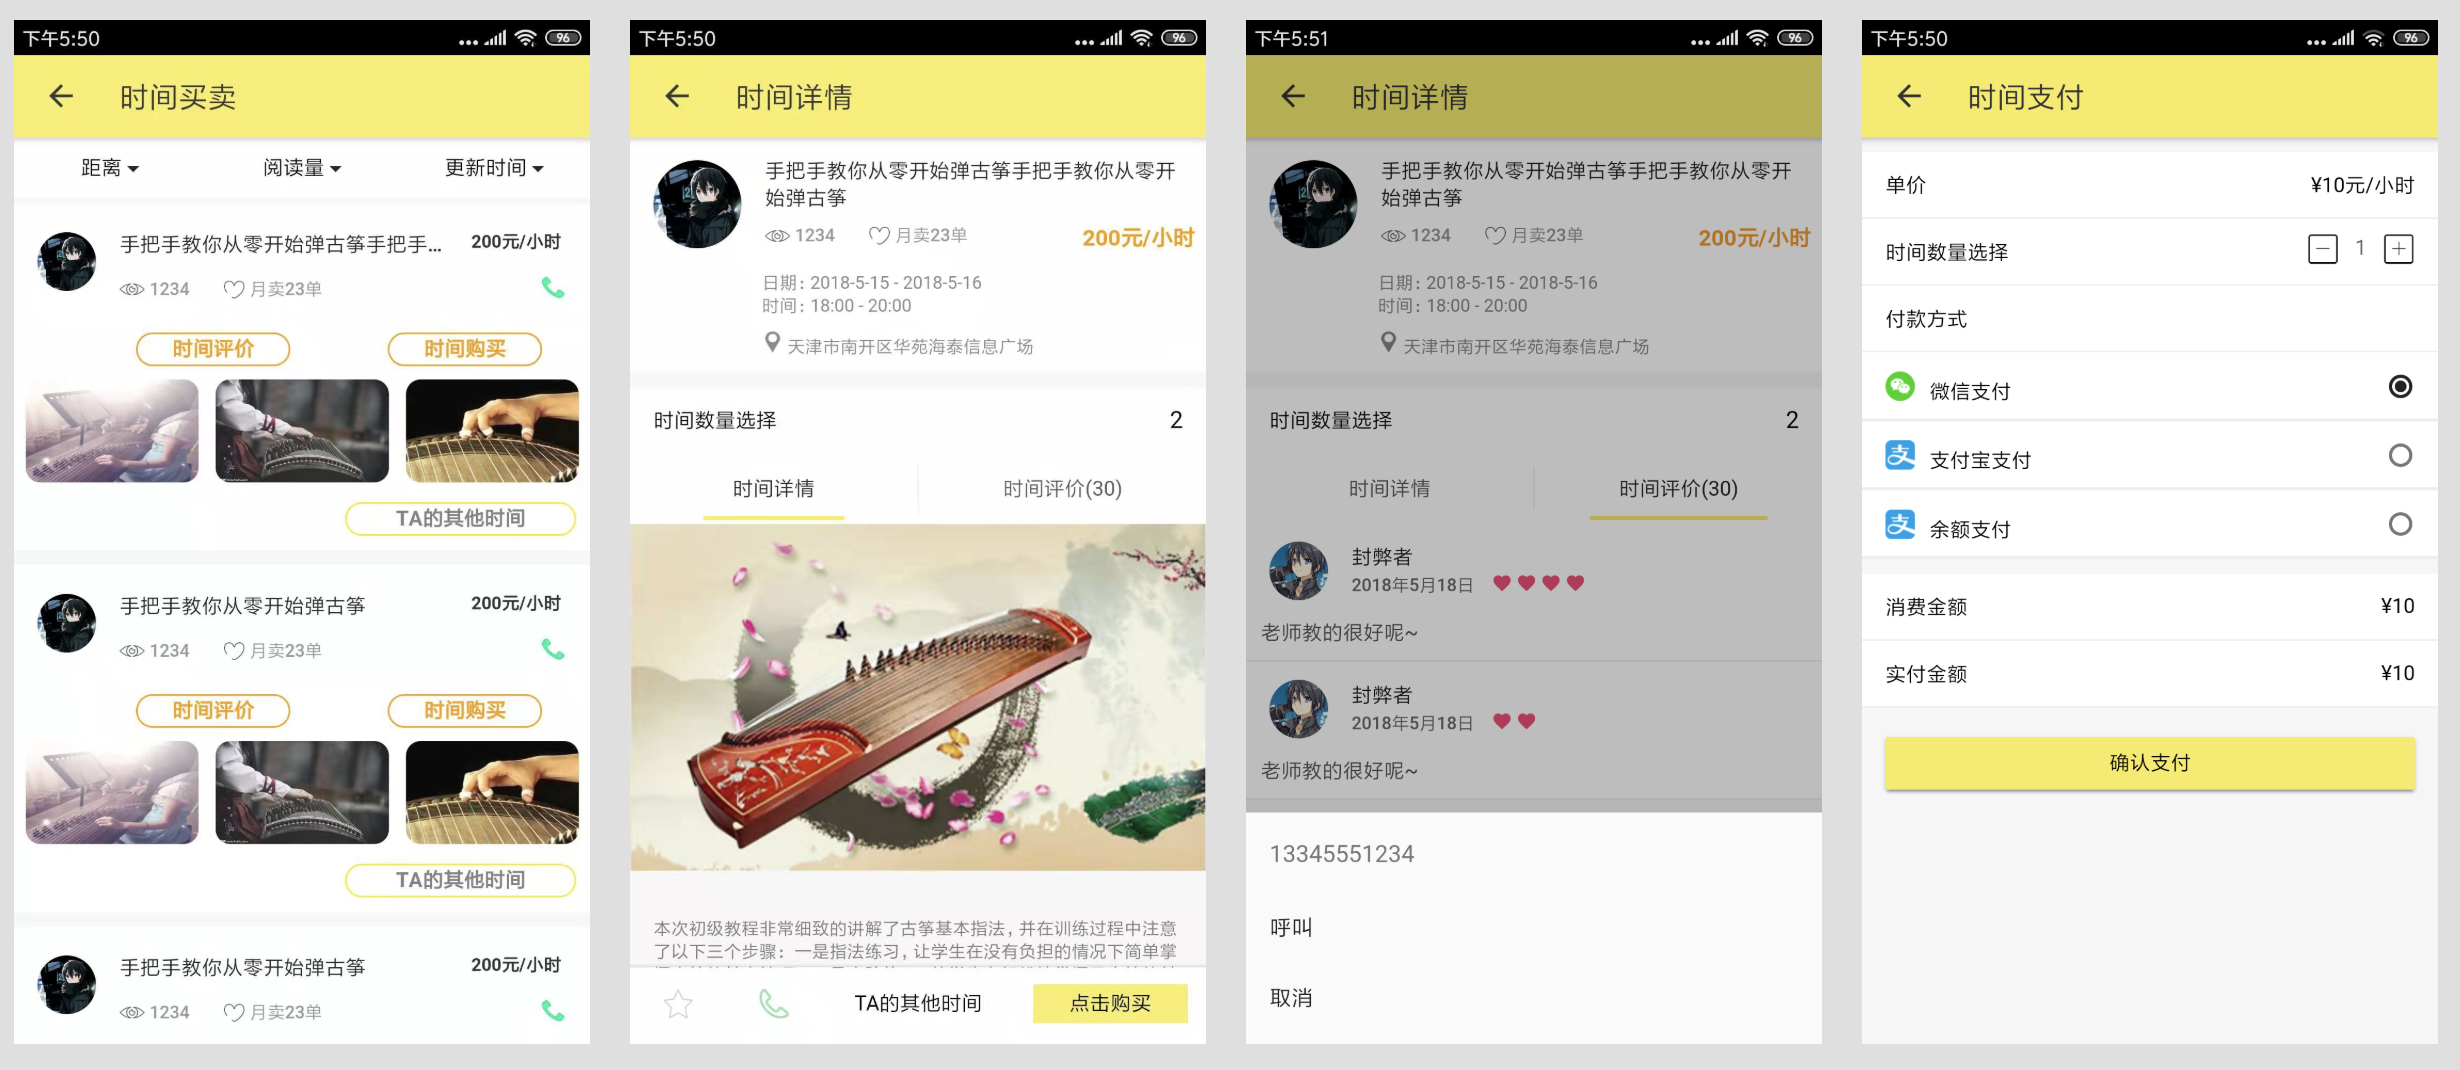 下午5:50
96
时间买卖
距离
阅读量
更新时间
手把手教你从零开始弹古筝手把手...
200元/小时
1234
月卖23单
时间评价
时间购买
TA的其他时间
手把手教你从零开始弹古筝
200元/小时
1234
月卖23单
时间评价
时间购买
TA的其他时间
手把手教你从零开始弹古筝
200元/小时
1234
月卖23单
下午5:50
96
时间详情
手把手教你从零开始弹古筝手把手教你从零开
始弹古筝
1234
月卖23单
200元/小时
日期：2018-5-15 - 2018-5-16
时间：18:00 - 20:00
天津市南开区华苑海泰信息广场
时间数量选择
2
时间详情
时间评价(30)
本次初级教程非常细致的讲解了古筝基本指法，并在训练过程中注意
了以下三个步骤：一是指法练习，让学生在没有负担的情况下简单掌
TA的其他时间
点击购买
下午5:51
96
时间详情
手把手教你从零开始弹古筝手把手教你从零开
始弹古筝
1234
月卖23单
200元/小时
日期：2018-5-15 - 2018-5-16
时间：18:00 - 20:00
天津市南开区华苑海泰信息广场
时间数量选择
2
时间详情
时间评价(30)
封弊者
2018年5月18日
老师教的很好呢~
封弊者
2018年5月18日
老师教的很好呢~
13345551234
呼叫
取消
下午5:50
96
时间支付
单价
¥10元/小时
时间数量选择
1
付款方式
微信支付
支
支付宝支付
支
余额支付
消费金额
¥10
实付金额
¥10
确认支付